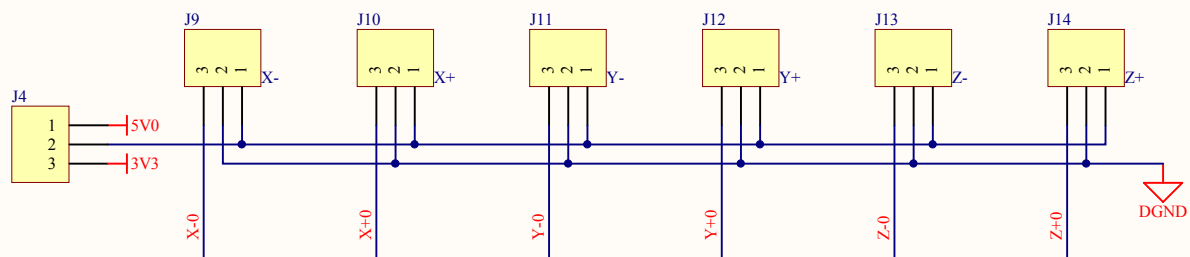 J9
J10
J11
J12
J13
J14
3 2 1 X-
3 2 1 X+
3 2 1 Y-
3 2 1 Y+
3 2 1 Z-
3 2 1 Z+
J4
1 5V0
2
3 3V3
X-0
X+0
Y-0
Y+0
Z-0
Z+0
DGND